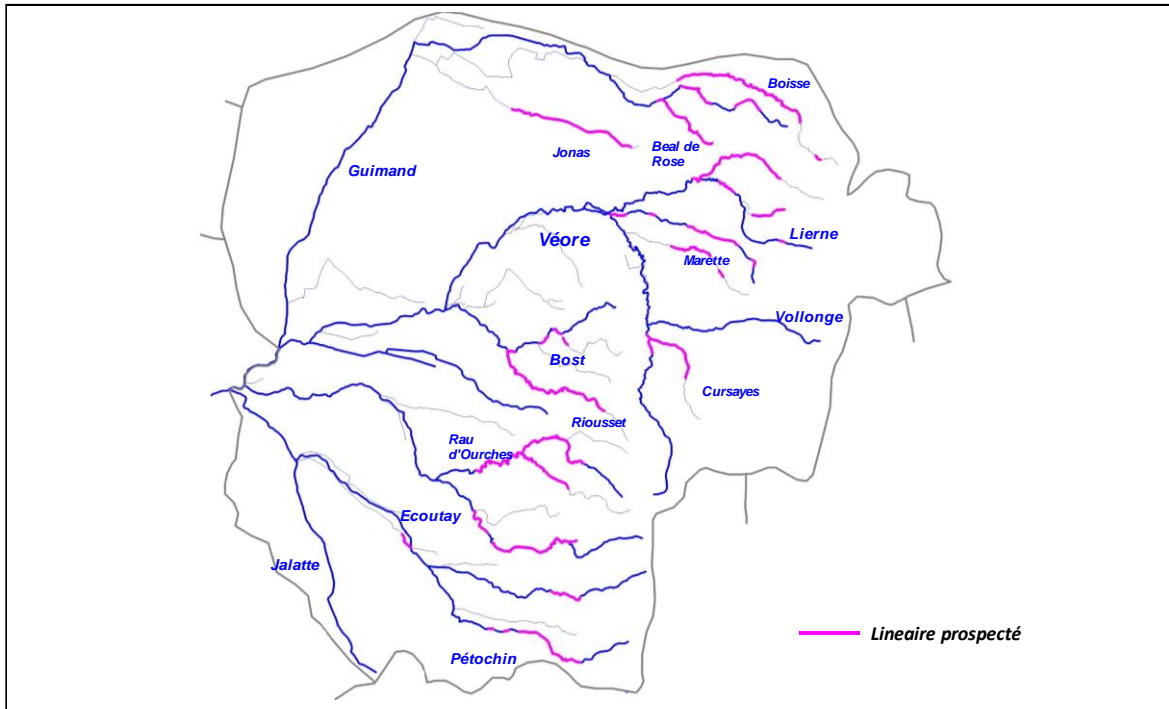 Boisse
Jonas
Beal de
Rose
Guimand
Véore
Lierne
Marette
Vollonge
Bost
Cursayes
Riousset
Rau
d'Ourches
Ecoutay
Jalatte
Lineaire prospecté
Pétochin